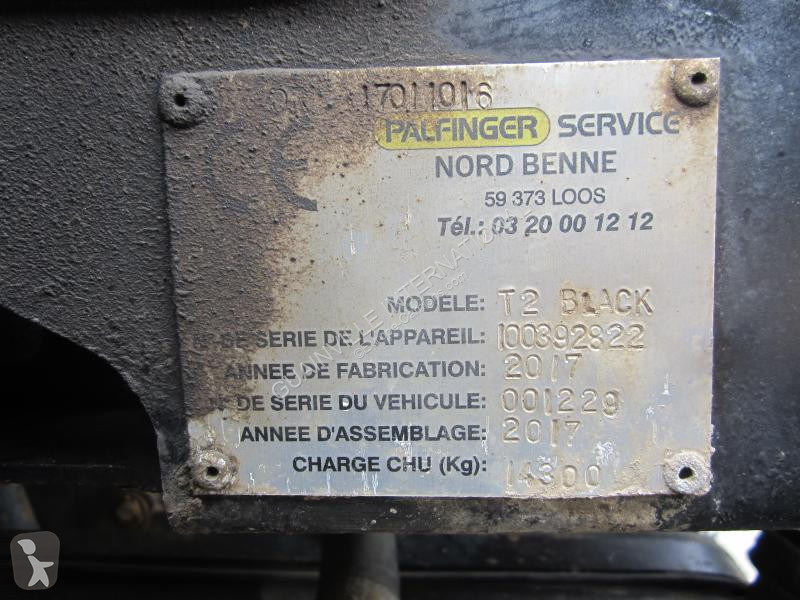 17011016
CE
PALFINGER SERVICE
NORD BENNE
59 373 LOOS
Tél.: 03 20 00 12 12
MODELE: T2 BLACK
N° DE SERIE DE L'APPAREIL: 100392822
ANNEE DE FABRICATION: 2017
N° DE SERIE DU VEHICULE: 001229
ANNEE D'ASSEMBLAGE: 2017
CHARGE CHU (Kg): 14300